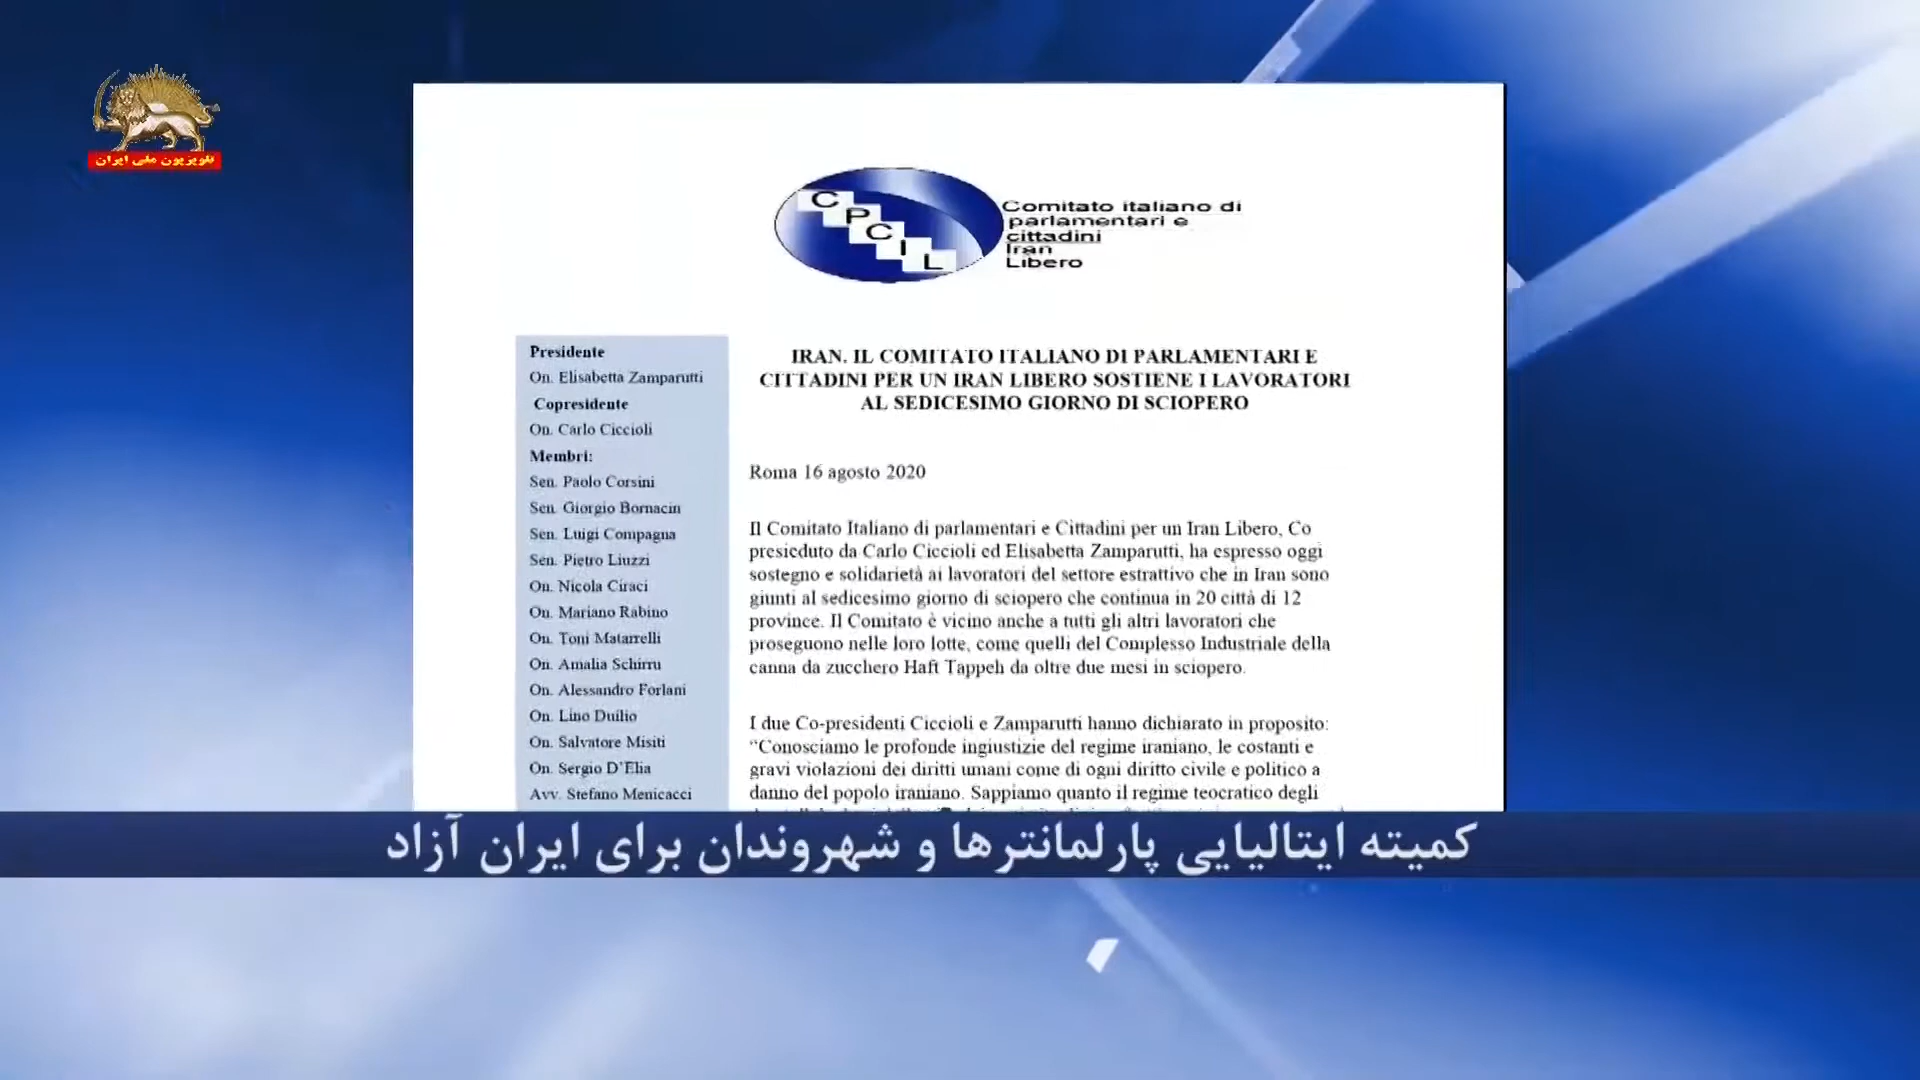 تلویزیون ملی ایران
C P C I L
Comitato italiano di
parlamentari e
cittadini
Iran
Libero
Presidente
On. Elisabetta Zamparutti
Copresidente
On. Carlo Ciccioli
Membri:
Sen. Paolo Corsini
Sen. Giorgio Bornacin
Sen. Luigi Compagna
Sen. Pietro Liuzzi
On. Nicola Ciraci
On. Mariano Rabino
On. Toni Matarrelli
On. Amalia Schirru
On. Alessandro Forlani
On. Lino Duilio
On. Salvatore Misiti
On. Sergio D'Elia
Avv. Stefano Menicacci
IRAN. IL COMITATO ITALIANO DI PARLAMENTARI E
CITTADINI PER UN IRAN LIBERO SOSTIENE I LAVORATORI
AL SEDICESIMO GIORNO DI SCIOPERO
Roma 16 agosto 2020
Il Comitato Italiano di parlamentari e Cittadini per un Iran Libero, Co
presieduto da Carlo Ciccioli ed Elisabetta Zamparutti, ha espresso oggi
sostegno e solidarietà ai lavoratori del settore estrattivo che in Iran sono
giunti al sedicesimo giorno di sciopero che continua in 20 città di 12
province. Il Comitato è vicino anche a tutti gli altri lavoratori che
proseguono nelle loro lotte, come quelli del Complesso Industriale della
canna da zucchero Haft Tappeh da oltre due mesi in sciopero.
I due Co-presidenti Ciccioli e Zamparutti hanno dichiarato in proposito:
“Conosciamo le profonde ingiustizie del regime iraniano, le costanti e
gravi violazioni dei diritti umani come di ogni diritto civile e politico a
danno del popolo iraniano. Sappiamo quanto il regime teocratico degli
کمیته ایتالیایی پارلمانترها و شهروندان برای ایران آزاد